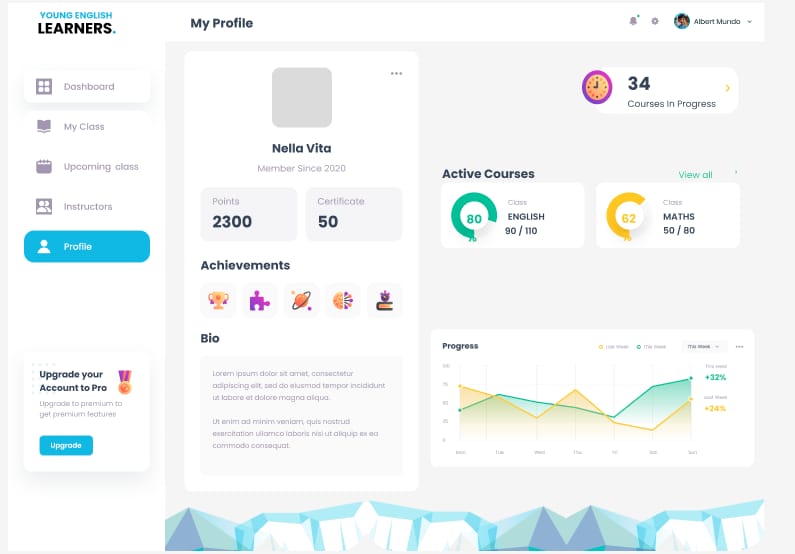 YOUNG ENGLISH
LEARNERS.
My Profile
Albert Mundo
Dashboard
My Class
Upcoming class
Instructors
Profile
Upgrade your
Account to Pro
Upgrade to premium to
get premium features
Upgrade
Nella Vita
Member Since 2020
Points
2300
Certificate
50
Achievements
Bio
Lorem ipsum dolor sit amet, consectetur
adipiscing elit, sed do eiusmod tempor incididunt
ut labore et dolore magna aliqua.
Ut enim ad minim veniam, quis nostrud
exercitation ullamco laboris nisi ut aliquip ex ea
commodo consequat.
34
Courses In Progress
Active Courses
View all
80
%
Class
ENGLISH
90 / 110
62
%
Class
MATHS
50 / 80
Progress
Last Week
This Week
This Week
This week
+32%
Last Week
+24%
Mon
Tue
Wed
Thu
Fri
Sat
Sun